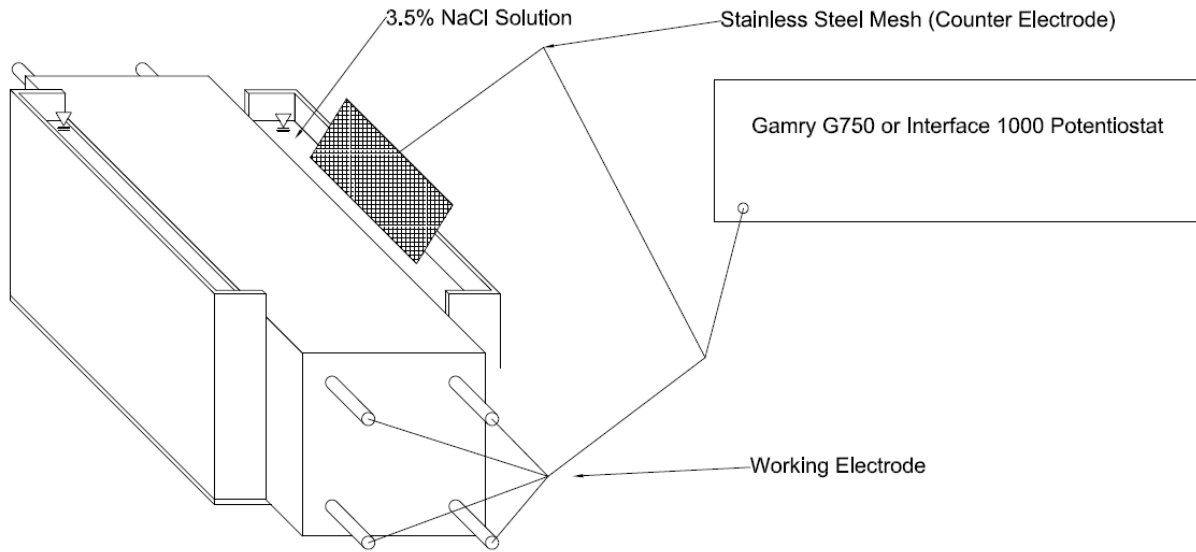 3.5% NaCl Solution
Stainless Steel Mesh (Counter Electrode)
Gamry G750 or Interface 1000 Potentiostat
Working Electrode